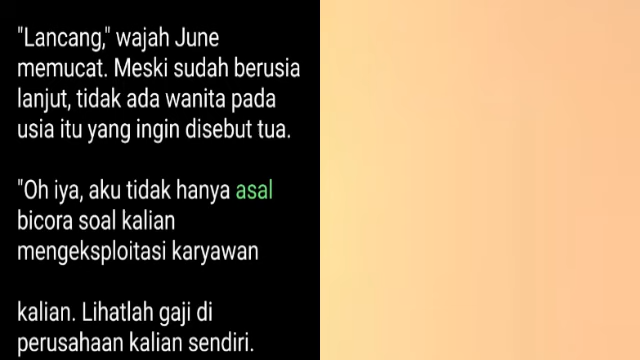 "Lancang," wajah June
memucat. Meski sudah berusia
lanjut, tidak ada wanita pada
usia itu yang ingin disebut tua.
"Oh iya, aku tidak hanya asal
bicora soal kalian
mengeksploitasi karyawan
kalian. Lihatlah gaji di
perusahaan kalian sendiri.